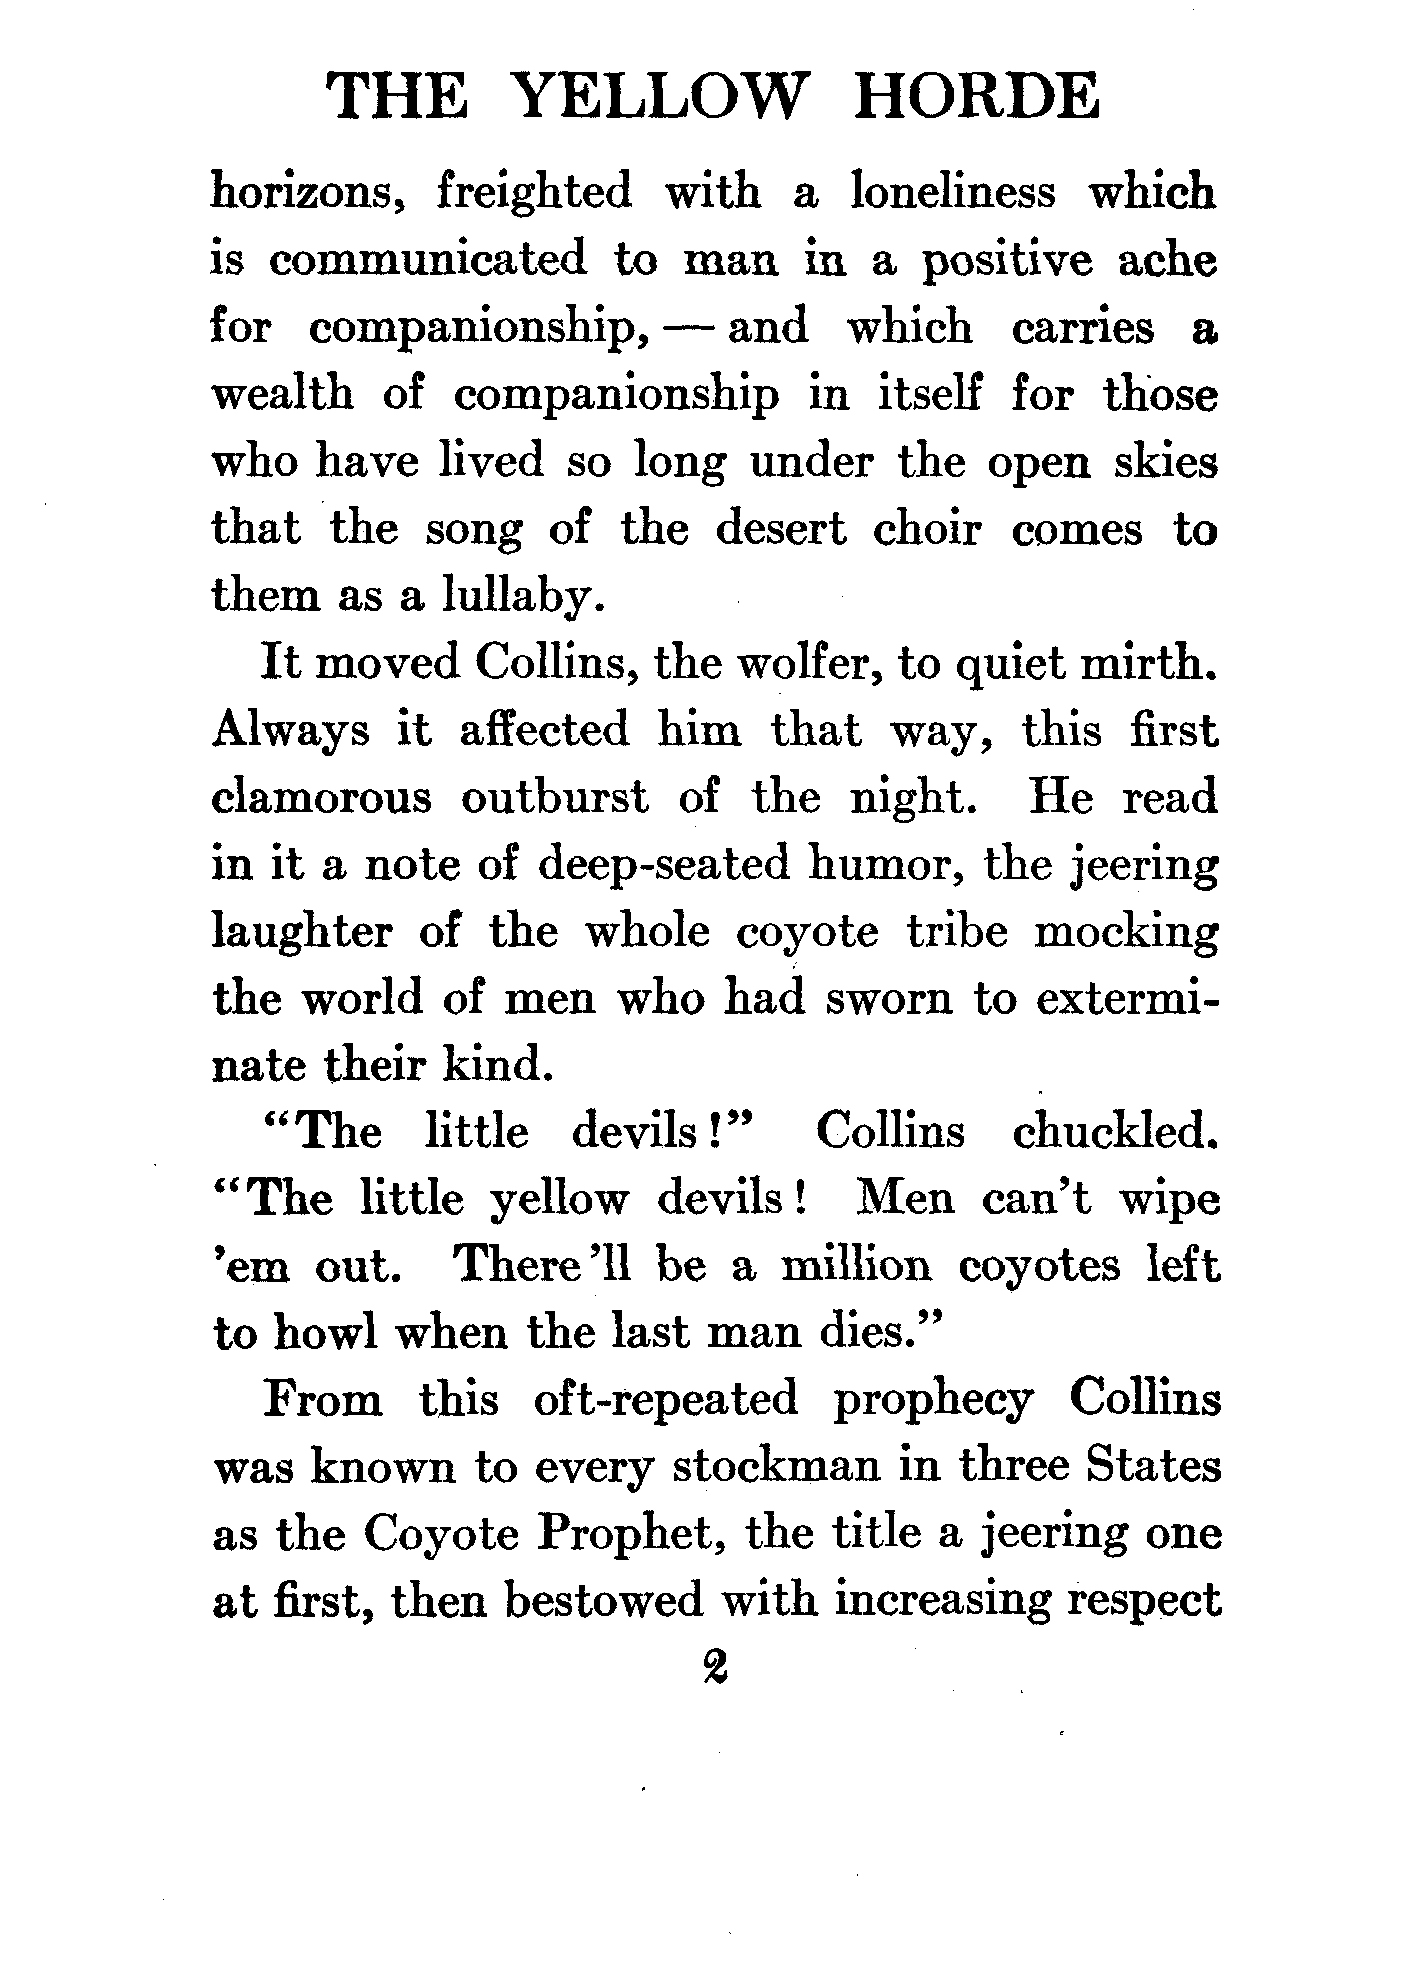 THE YELLOW HORDE
horizons, freighted with a loneliness which
is communicated to man in a positive ache
for companionship, — and which carries a
wealth of companionship in itself for those
who have lived so long under the open skies
that the song of the desert choir comes to
them as a lullaby.
It moved Collins, the wolfer, to quiet mirth.
Always it affected him that way, this first
clamorous outburst of the night. He read
in it a note of deep-seated humor, the jeering
laughter of the whole coyote tribe mocking
the world of men who had sworn to extermi-
nate their kind.
“The little devils!” Collins chuckled.
“The little yellow devils! Men can’t wipe
’em out. There ’ll be a million coyotes left
to howl when the last man dies.”
From this oft-repeated prophecy Collins
was known to every stockman in three States
as the Coyote Prophet, the title a jeering one
at first, then bestowed with increasing respect
2